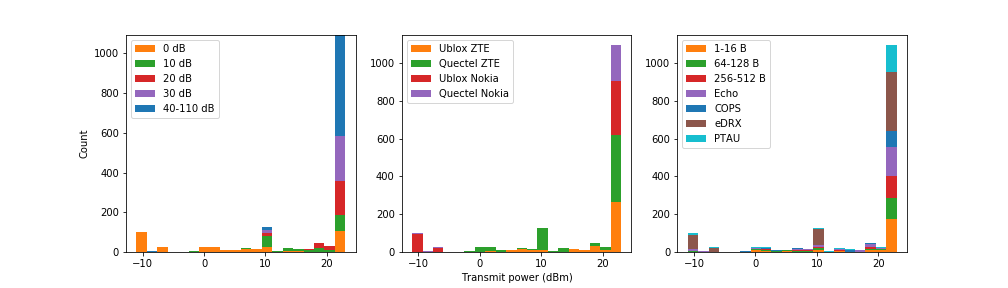 Count
1000
800
600
400
200
0
−10
0
10
20
0 dB
10 dB
20 dB
30 dB
40-110 dB
1000
800
600
400
200
0
−10
0
10
20
Transmit power (dBm)
Ublox ZTE
Quectel ZTE
Ublox Nokia
Quectel Nokia
1000
800
600
400
200
0
−10
0
10
20
1-16 B
64-128 B
256-512 B
Echo
COPS
eDRX
PTAU